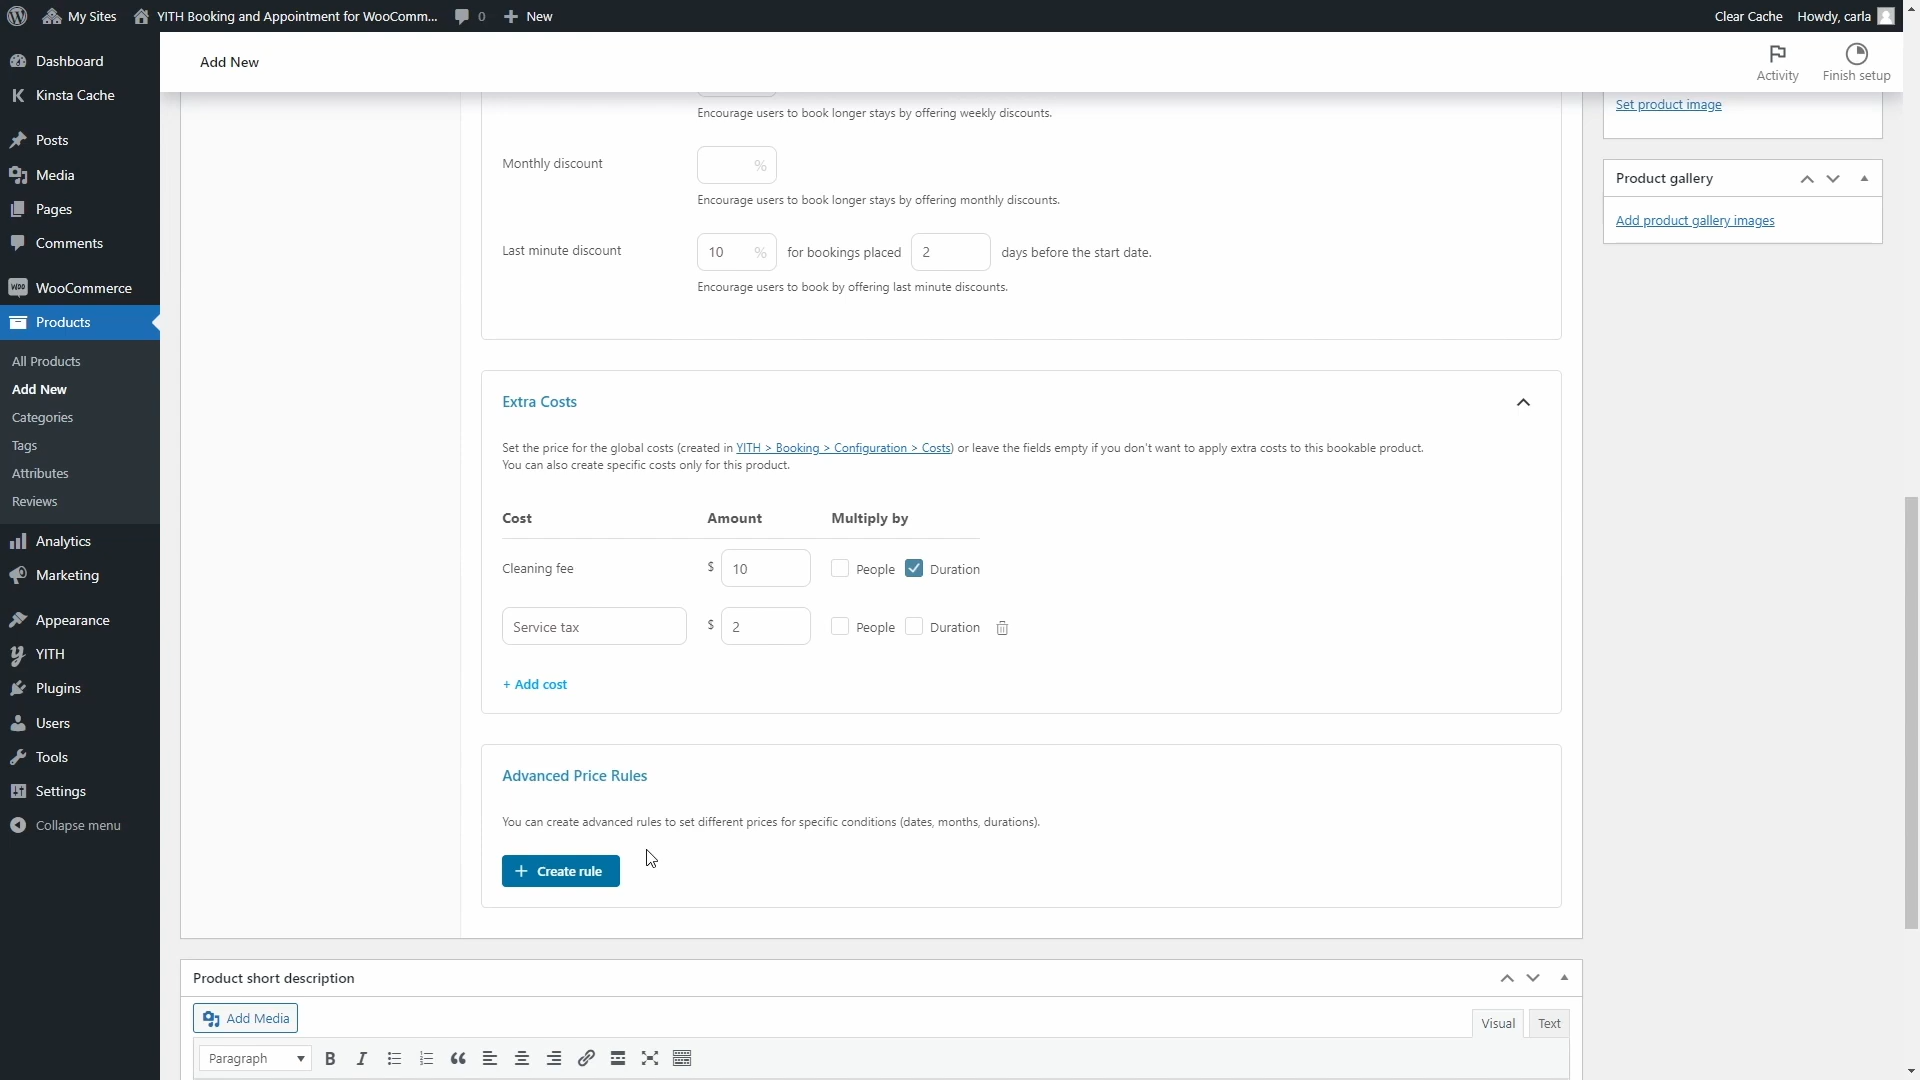 My Sites
YITH Booking and Appointment for WooComm...
0
New
Clear Cache
Howdy, carla
Dashboard
Kinsta Cache
Posts
Media
Pages
Comments
WooCommerce
Products
All Products
Add New
Categories
Tags
Attributes
Reviews
Analytics
Marketing
Appearance
YITH
Plugins
Users
Tools
Settings
Collapse menu
Add New
Activity
Finish setup
Encourage users to book longer stays by offering weekly discounts.
Monthly discount
%
Encourage users to book longer stays by offering monthly discounts.
Last minute discount
10 % for bookings placed 2 days before the start date.
Encourage users to book by offering last minute discounts.
Extra Costs
Set the price for the global costs (created in YITH > Booking > Configuration > Costs) or leave the fields empty if you don't want to apply extra costs to this bookable product.
You can also create specific costs only for this product.
Cost Amount Multiply by
Cleaning fee $ 10 People Duration
Service tax $ 2 People Duration
+ Add cost
Advanced Price Rules
You can create advanced rules to set different prices for specific conditions (dates, months, durations).
+ Create rule
Set product image
Product gallery
Add product gallery images
Product short description
Add Media
Visual Text
Paragraph